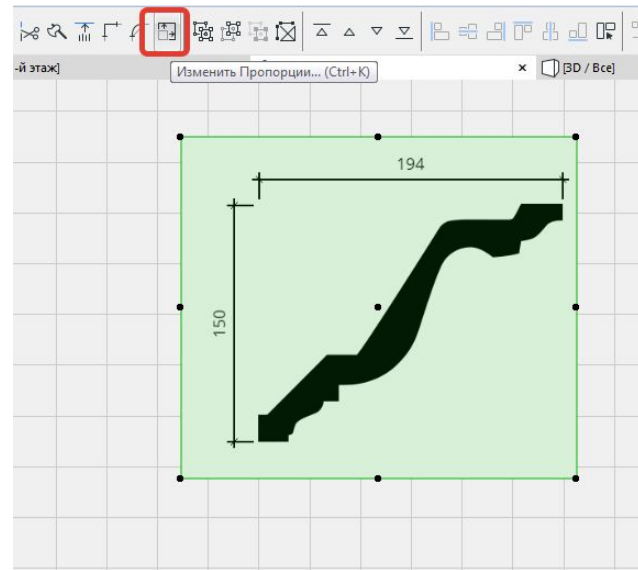 -й этаж]
Изменить Пропорции... (Ctrl+K)
[3D / Все]
194
150